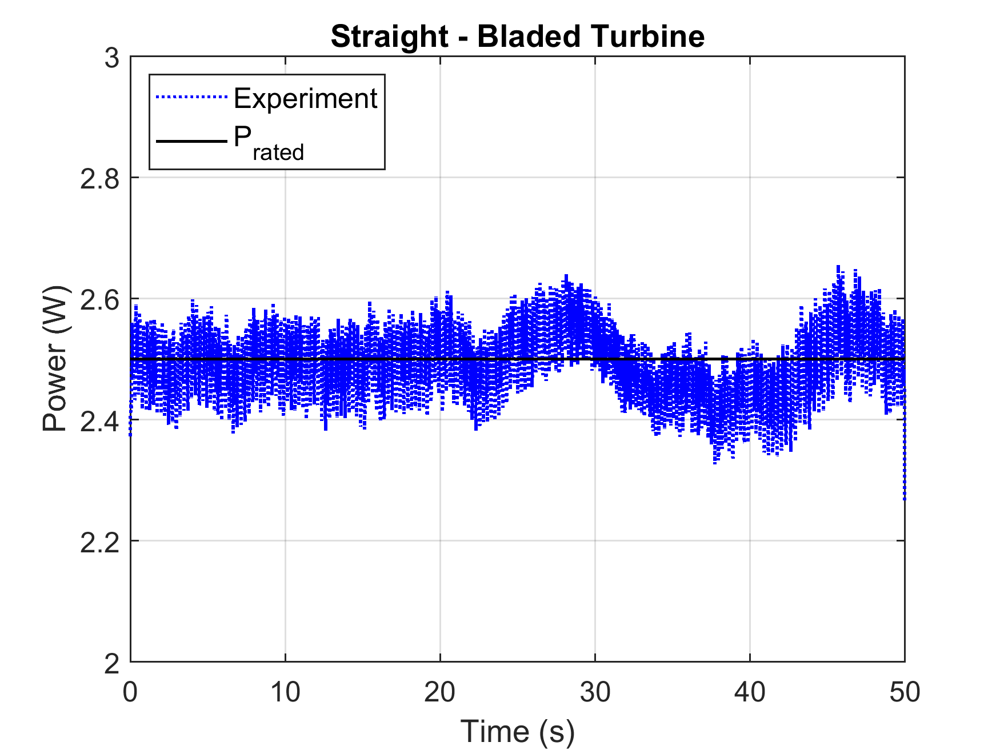 Straight - Bladed Turbine
Experiment
P rated
Power (W)
3
2.8
2.6
2.4
2.2
2
0 10 20 30 40 50
Time (s)